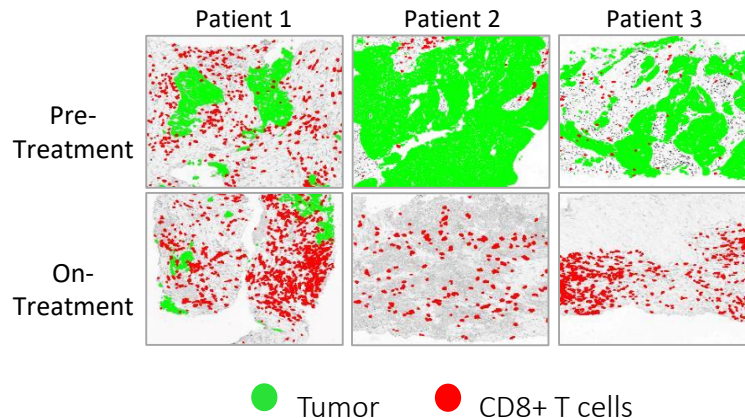 Patient 1 Patient 2 Patient 3
Pre-
Treatment
On-
Treatment
Tumor CD8+ T cells